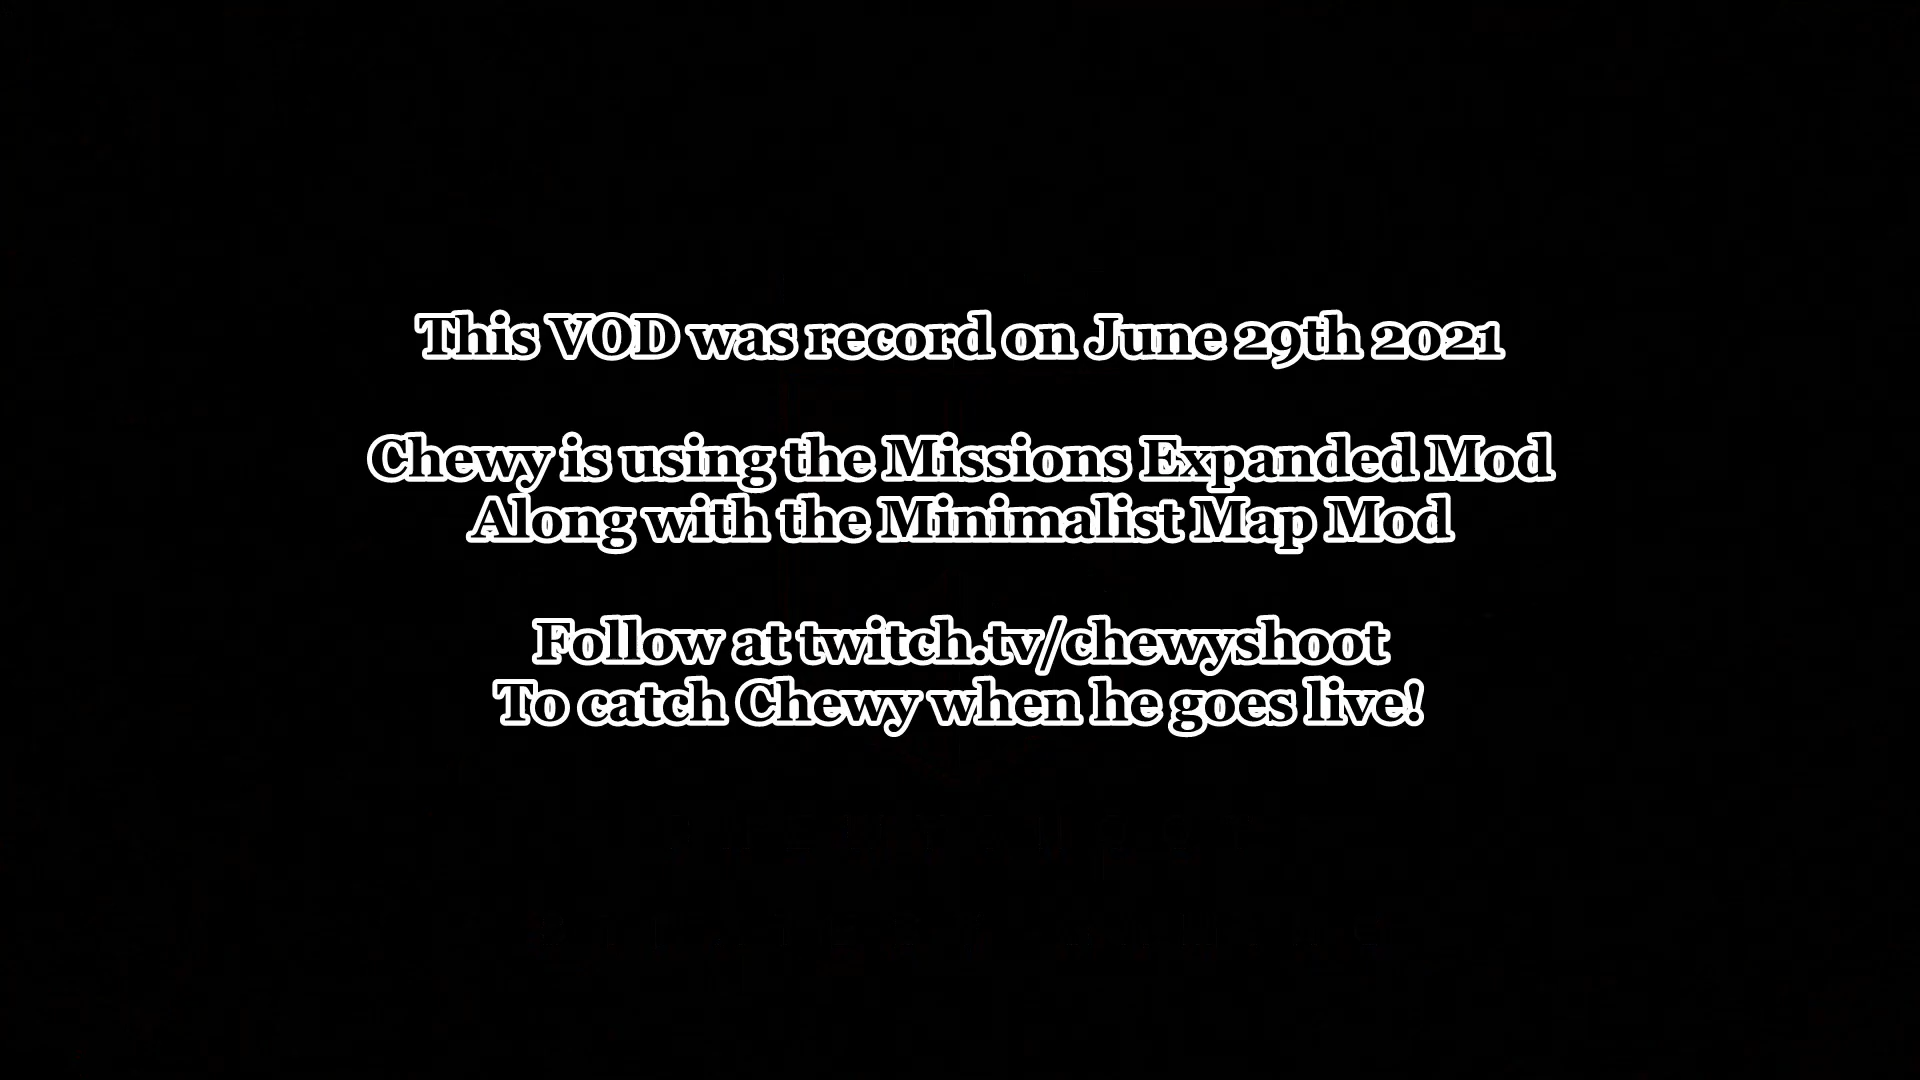 This VOD was record on June 29th 2021
Chewy is using the Missions Expanded Mod
Along with the Minimalist Map Mod
Follow at twitch.tv/chewyshoot
To catch Chewy when he goes live!